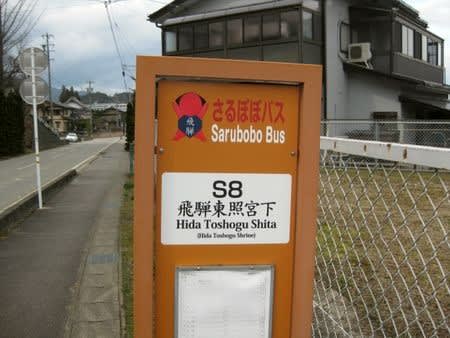 飛騨
さるぼぼバス
Sarubobo Bus
S8
飛騨東照宮下
Hida Toshogu Shita
(Hida Toshogu Shrine)